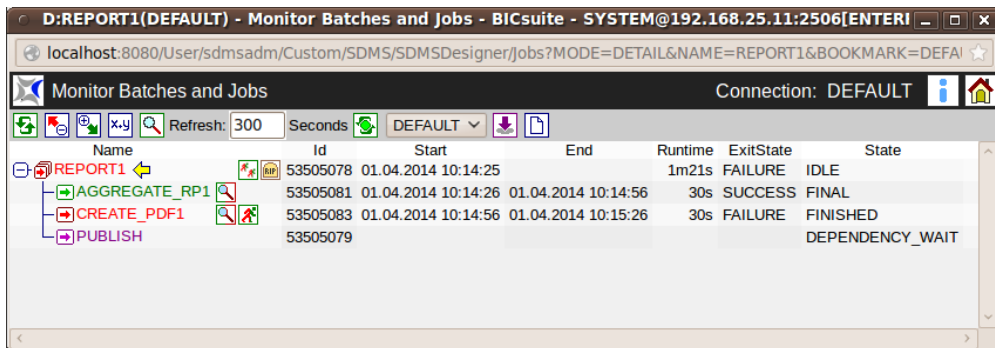 D:REPORT1(DEFAULT) - Monitor Batches and Jobs - BICsuite - SYSTEM@192.168.25.11:2506[ENTERI
localhost:8080/User/sdmsadm/Custom/SDMS/SDMSDesigner/Jobs?MODE=DETAIL&NAME=REPORT1&BOOKMARK=DEFA
Monitor Batches and Jobs Connection: DEFAULT
x.y Refresh: 300 Seconds DEFAULT
Name Id Start End Runtime ExitState State
REPORT1 RIP 53505078 01.04.2014 10:14:25 1m21s FAILURE IDLE
AGGREGATE_RP1 53505081 01.04.2014 10:14:26 01.04.2014 10:14:56 30s SUCCESS FINAL
CREATE_PDF1 53505083 01.04.2014 10:14:56 01.04.2014 10:15:26 30s FAILURE FINISHED
PUBLISH 53505079 DEPENDENCY_WAIT